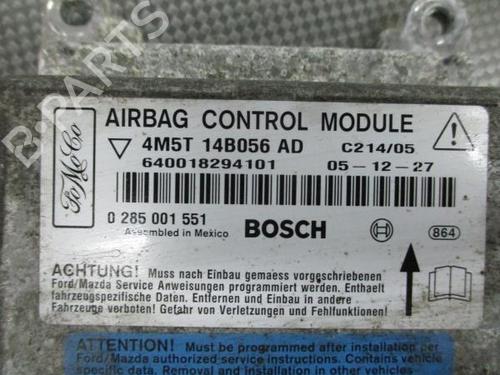 B-PARTS
FoMoCo
AIRBAG CONTROL MODULE
4M5T 14B056 AD C214/05
640018294101 05-12-27
0 285 001 551 BOSCH 864
Assembled in Mexico
ACHTUNG! Muss nach Einbau gemaess vorgeschriebenen
Ford/Mazda Service Anweisungen programmiert werden. Enthaelt
fahrzeugspezifische Daten. Entfernen und Einbau in andere
Fahrzeuge verboten! Gefahr von Verletzungen und Fehlfunktionen!
ATTENTION! Must be programmed after installation per
Ford/Mazda authorized service instructions. Contains vehicle
specific data. Removal and installation in other vehicles